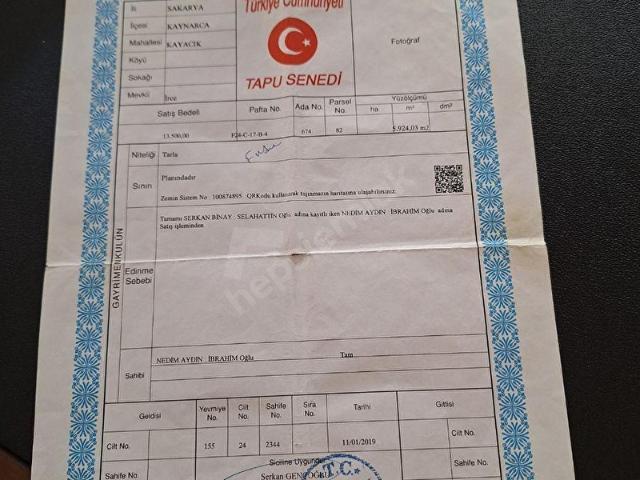 İli SAKARYA
Türkiye Cumhuriyeti
İlçesi KAYNARCA
Mahallesi KAYACIK
Köyü
Fotoğraf
Sokağı
TAPU SENEDİ
Mevkii İrce
Satış Bedeli Pafta No. Ada No. Parsel No. Yüzölçümü
ha m² dm²
13.500,00 F24-C-17-B-4 674 82 5.924,03 m2
Niteliği Tarla
Sınırı Planındadır
Zemin Sistem No : 100874895 QRKodu kullanarak taşınmazın haritasına ulaşabilirsiniz.
GAYRİMENKULÜN
Edinme Sebebi
Tamamı SERKAN BİNAY : SELAHATTİN Oğlu adına kayıtlı iken NEDİM AYDIN : İBRAHİM Oğlu adına
Satış işleminden
hepsiemlak
Sahibi
NEDİM AYDIN : İBRAHİM Oğlu Tam
Geldisi Yevmiye No. Cilt No. Sahife No. Sıra No. Tarihi Gittisi
Cilt No. 155 24 2344 11/01/2019 Cilt No.
Sahife No. Siciline Uygundur Sahife No.
Serkan GENÇOĞLU
T.C.